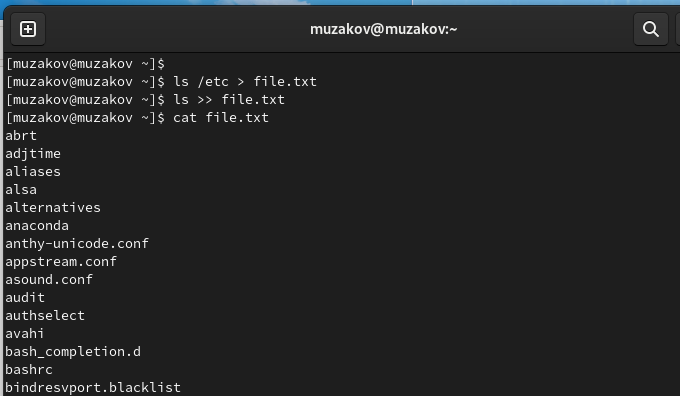 muzakov@muzakov:~
[muzakov@muzakov ~]$
[muzakov@muzakov ~]$ ls /etc > file.txt
[muzakov@muzakov ~]$ ls >> file.txt
[muzakov@muzakov ~]$ cat file.txt
abrt
adjtime
aliases
alsa
alternatives
anaconda
anthy-unicode.conf
appstream.conf
asound.conf
audit
authselect
avahi
bash_completion.d
bashrc
bindresvport.blacklist